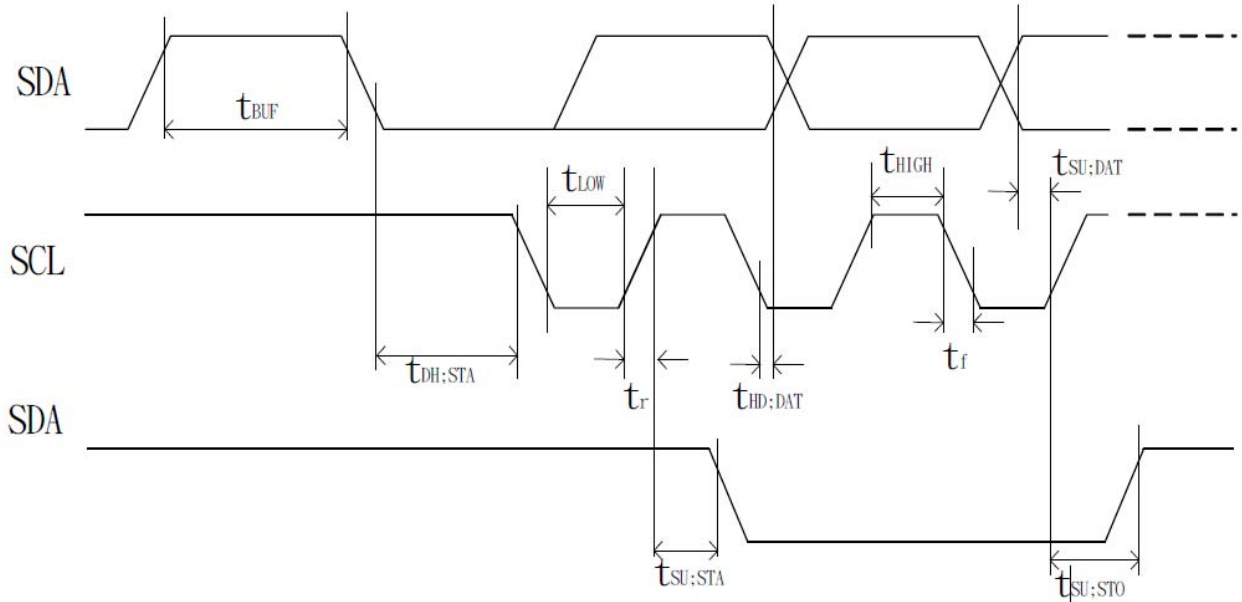 SDA
tBUF
tLOW
tHIGH
tSU;DAT
SCL
tDH;STA
tr
tHD;DAT
tf
SDA
tSU;STA
tSU;STO